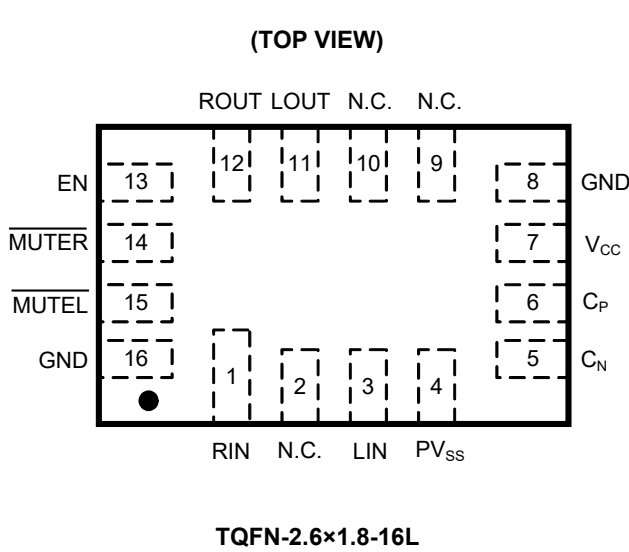 (TOP VIEW)
ROUT LOUT N.C. N.C.
12 11 10 9
EN 13 8 GND
MUTER 14 7 VCC
MUTEL 15 6 CP
GND 16 5 CN
1 2 3 4
RIN N.C. LIN PVSS
TQFN-2.6×1.8-16L